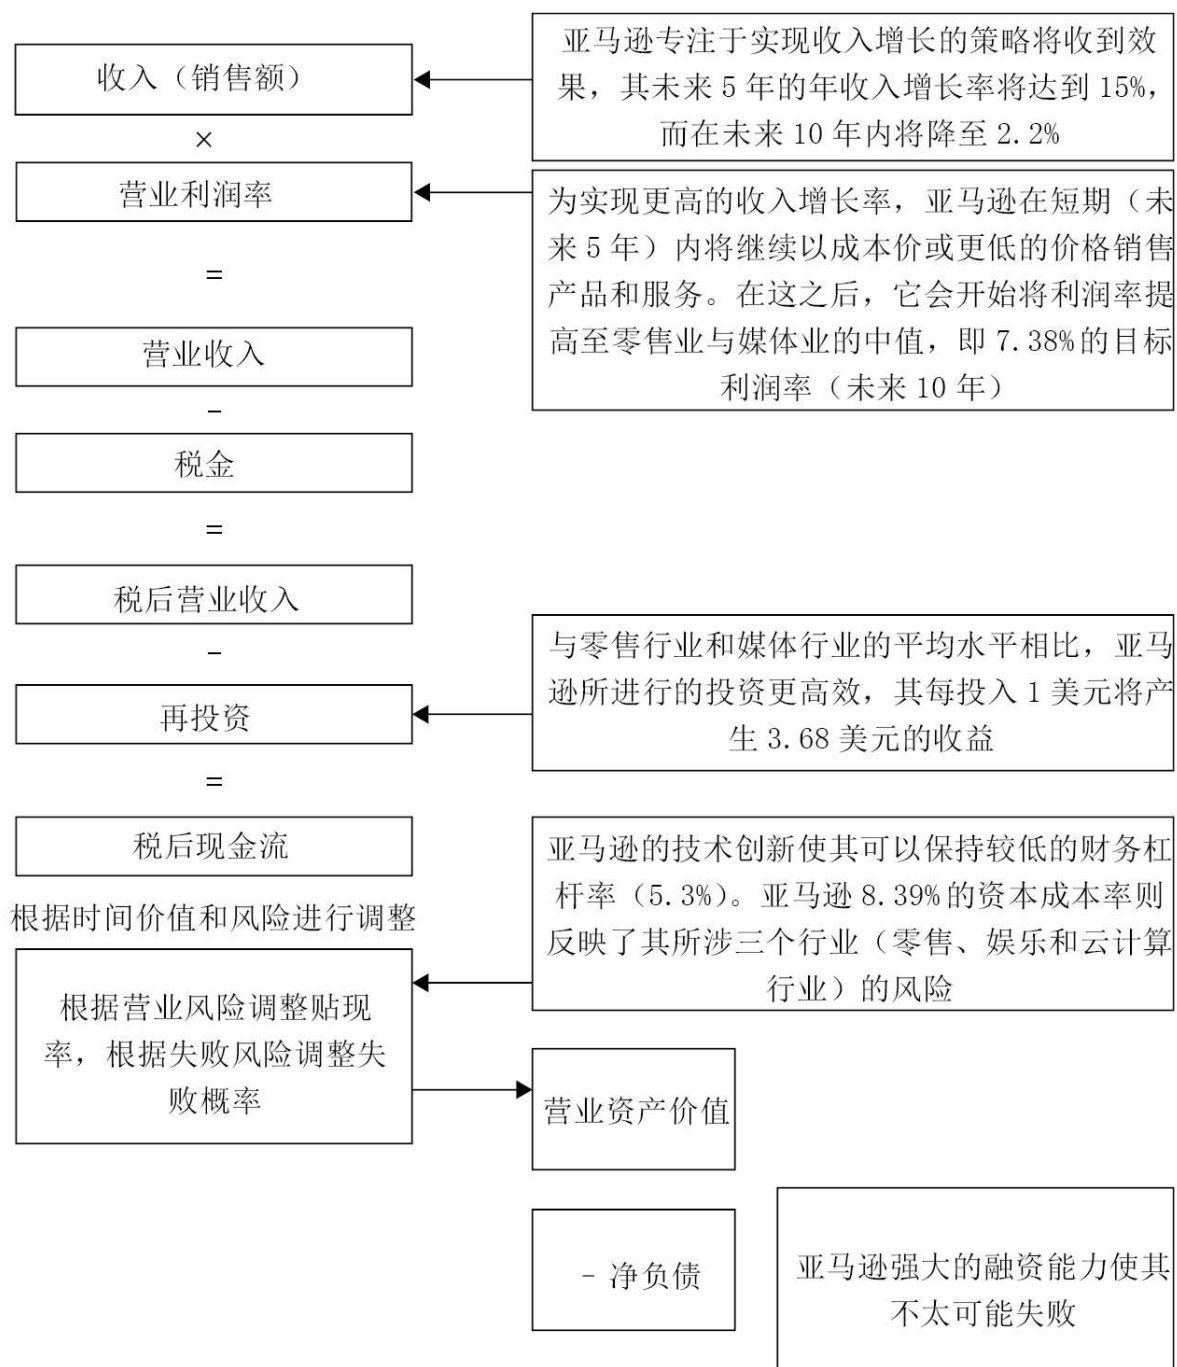 收入（销售额）
亚马逊专注于实现收入增长的策略将收到效
果，其未来 5 年的年收入增长率将达到 15%，
而在未来 10 年内将降至 2.2%
×
营业利润率
为实现更高的收入增长率，亚马逊在短期（未
来 5 年）内将继续以成本价或更低的价格销售
产品和服务。在这之后，它会开始将利润率提
高至零售业与媒体业的中值，即 7.38%的目标
利润率（未来 10 年）
=
营业收入
-
税金
=
税后营业收入
-
再投资
与零售行业和媒体行业的平均水平相比，亚马
逊所进行的投资更高效，其每投入 1 美元将产
生 3.68 美元的收益
=
税后现金流
根据时间价值和风险进行调整
亚马逊的技术创新使其可以保持较低的财务杠
杆率（5.3%）。亚马逊 8.39%的资本成本率则
反映了其所涉三个行业（零售、娱乐和云计算
行业）的风险
根据营业风险调整贴现
率，根据失败风险调整失
败概率
营业资产价值
- 净负债
亚马逊强大的融资能力使其
不太可能失败